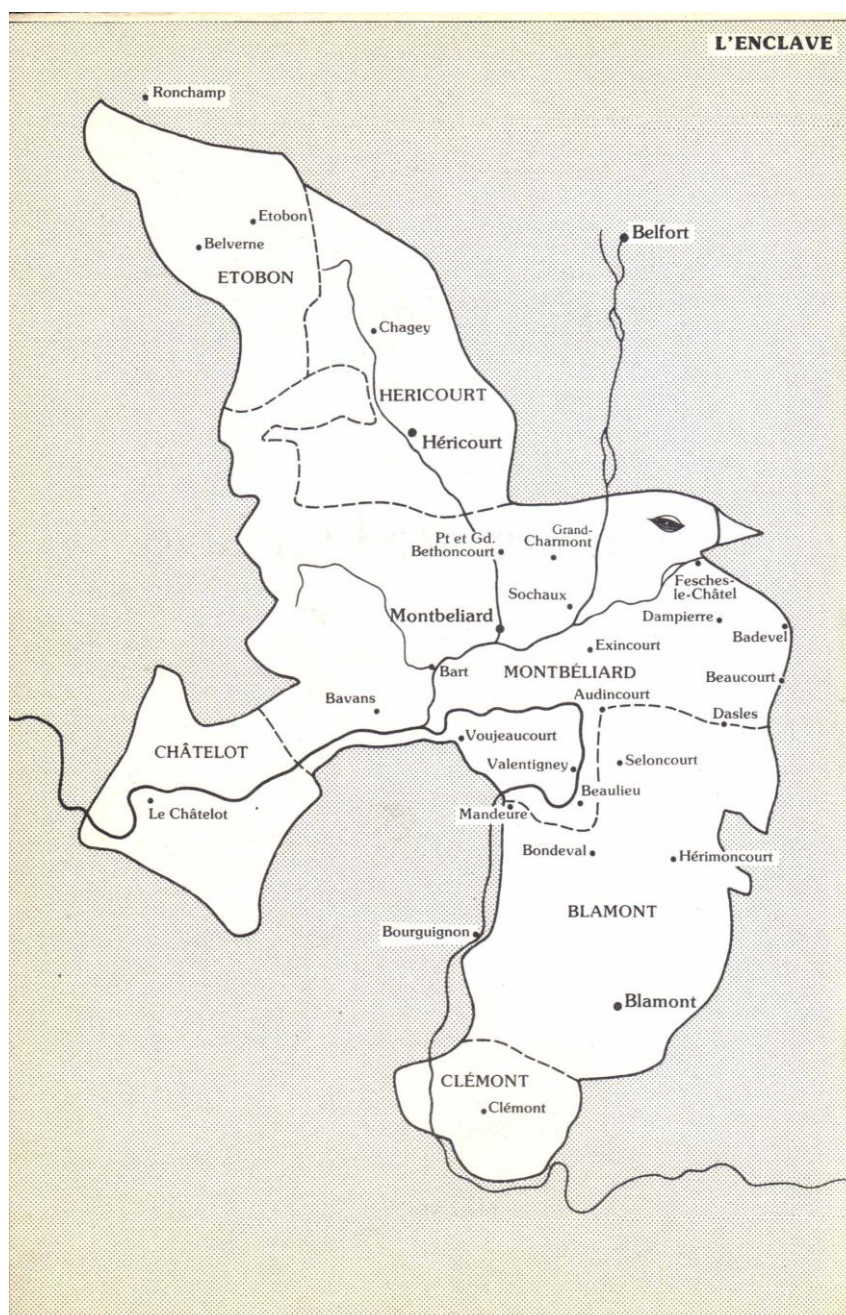 L'ENCLAVE
Ronchamp
Etobon
Belfort
Belverne
ETOBON
Chagey
HERICOURT
Héricourt
Pt et Gd.
Bethoncourt
Grand-
Charmont
Fesches-
le-Châtel
Sochaux
Montbeliard
Dampierre
Badevel
Exincourt
Bart
MONTBÉLIARD
Beaucourt
Audincourt
Bavans
Dasles
Voujeaucourt
CHÂTELOT
Valentigney
Seloncourt
Le Châtelot
Beaulieu
Mandeure
Bondeval
Hérimoncourt
BLAMONT
Bourguignon
Blamont
CLÉMONT
Clémont